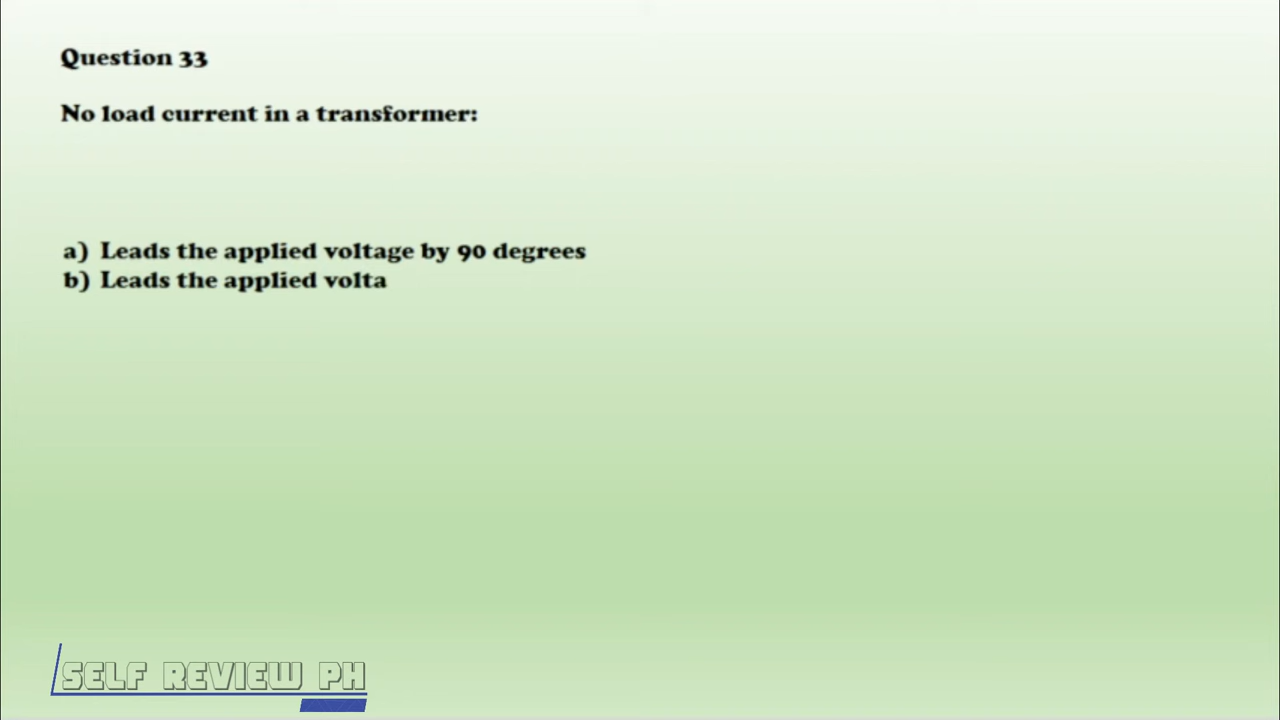 Question 33
No load current in a transformer:
a) Leads the applied voltage by 90 degrees
b) Leads the applied volta
SELF REVIEW PH